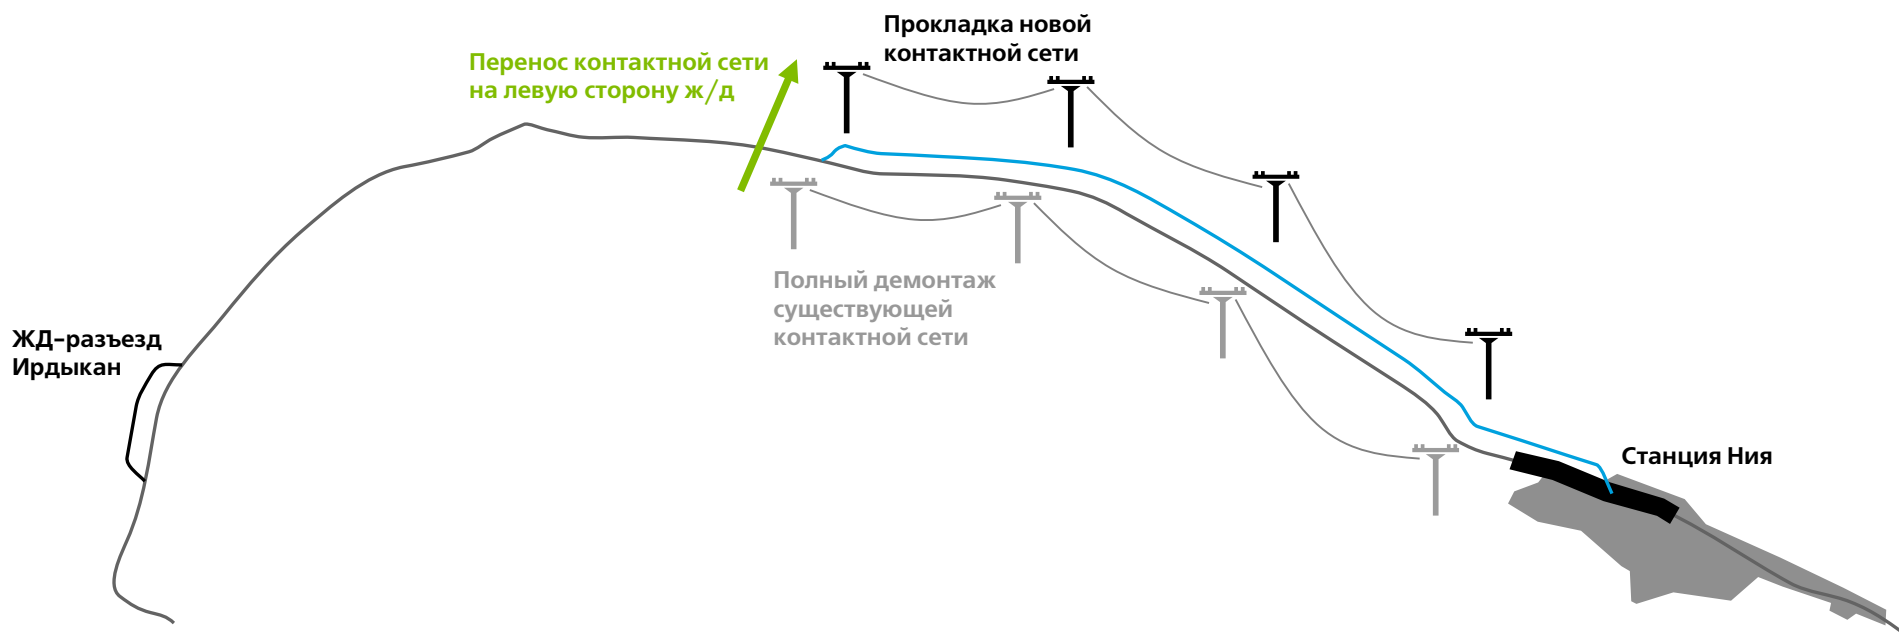 Прокладка новой
контактной сети
Перенос контактной сети
на левую сторону ж/д
Полный демонтаж
существующей
контактной сети
ЖД-разъезд
Ирдыкан
Станция Ния